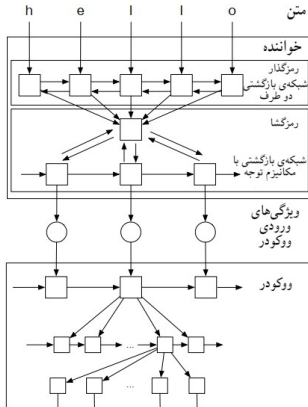 h e l l o متن
خواننده
رمزگذار
شبکه‌ی بازگشتی
دو طرف
رمزگشا
شبکه‌ی بازگشتی با
مکانیزم توجه
ویژگی‌های
ورودی
ووکودر
ووکودر
...
...